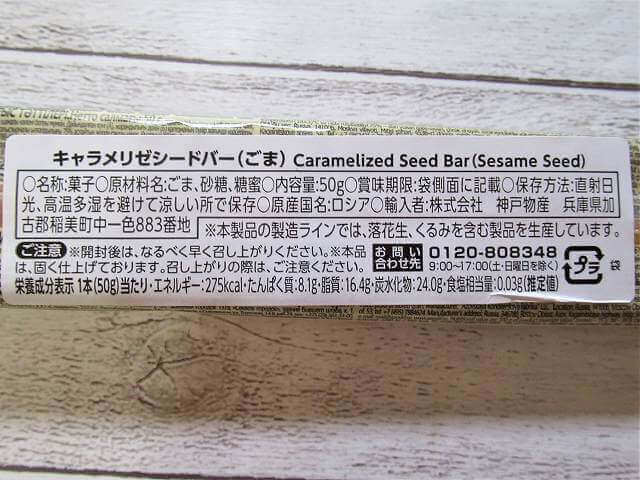 キャラメリゼシードバー(ごま) Caramelized Seed Bar(Sesame Seed)
〇名称:菓子〇原材料名:ごま、砂糖、糖蜜〇内容量:50g〇賞味期限:袋側面に記載〇保存方法:直射日
光、高温多湿を避けて涼しい所で保存〇原産国名:ロシア〇輸入者:株式会社 神戸物産 兵庫県加
古郡稲美町中一色883番地
※本製品の製造ラインでは、落花生、くるみを含む製品を生産しています。
ご注意 ※開封後は、なるべく早く召し上がりください。※本品
は、固く仕上げております。召し上がりの際は、ご注意ください。
お問い
合わせ先
0120-808348
9:00〜17:00(土・日曜日を除く)
プラ
袋
栄養成分表示 1本(50g)当たり・エネルギー:275kcal・たんぱく質:8.1g・脂質:16.4g・炭水化物:24.0g・食塩相当量:0.03g(推定値)